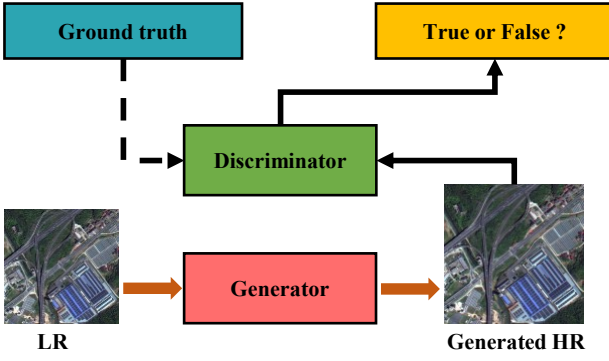 Ground truth
True or False ?
Discriminator
Generator
LR
Generated HR